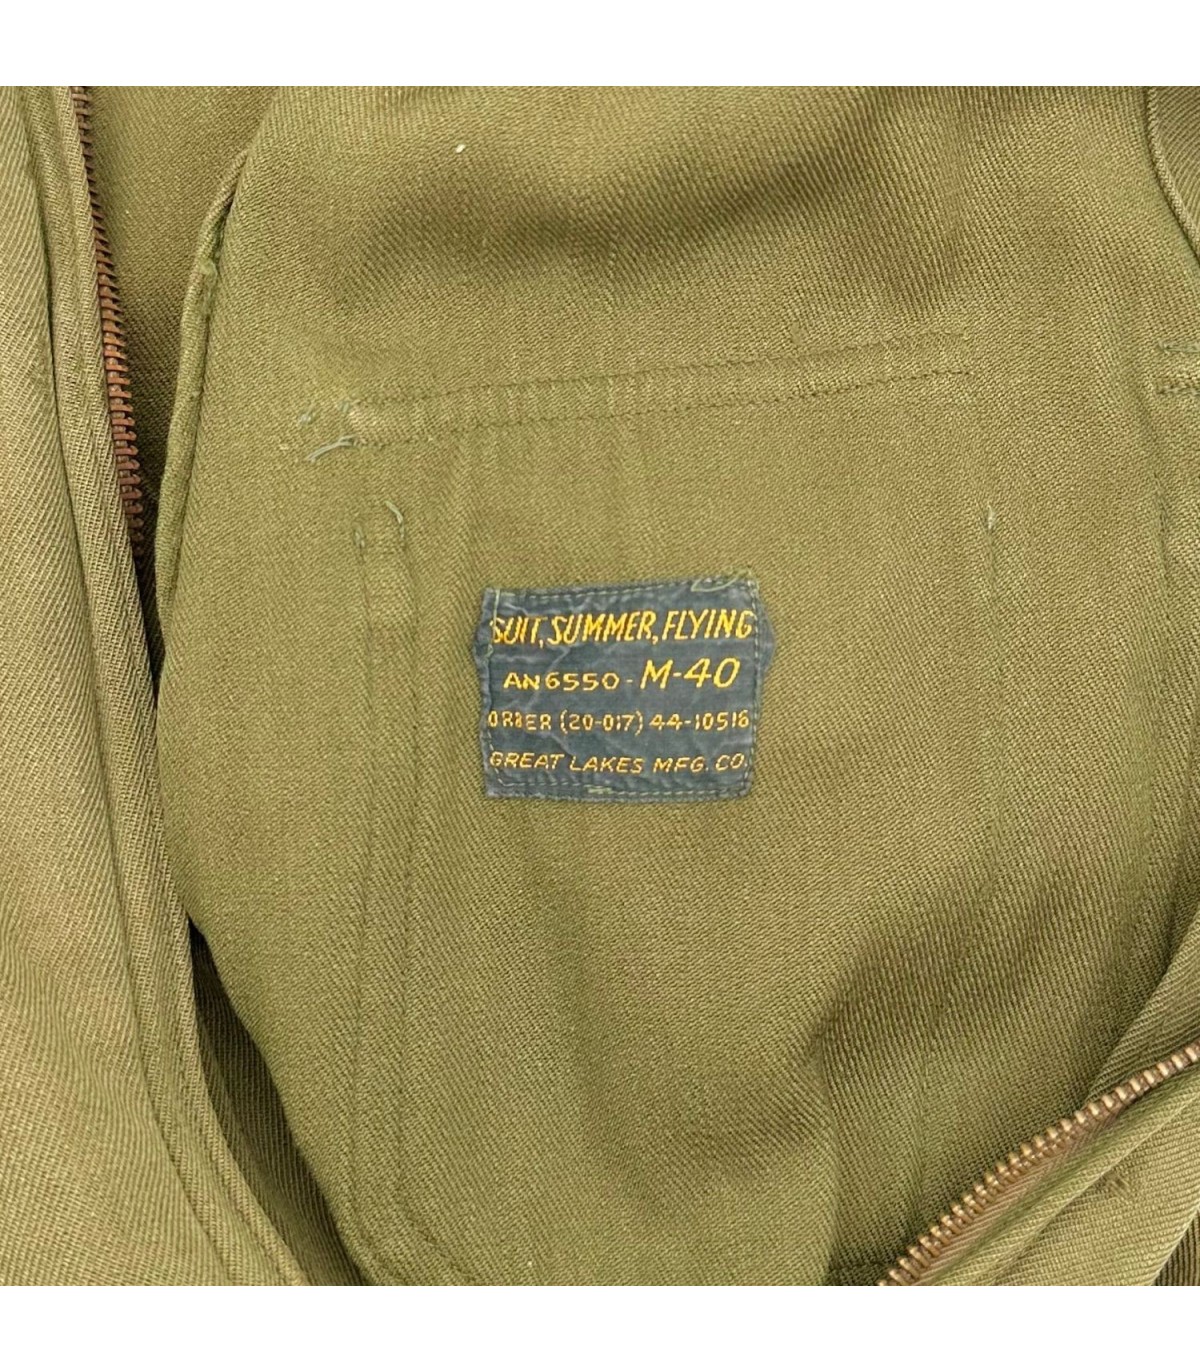 SUIT, SUMMER, FLYING
AN6550 - M-40
ORDER (20-017) 44-10516
GREAT LAKES MFG. CO.